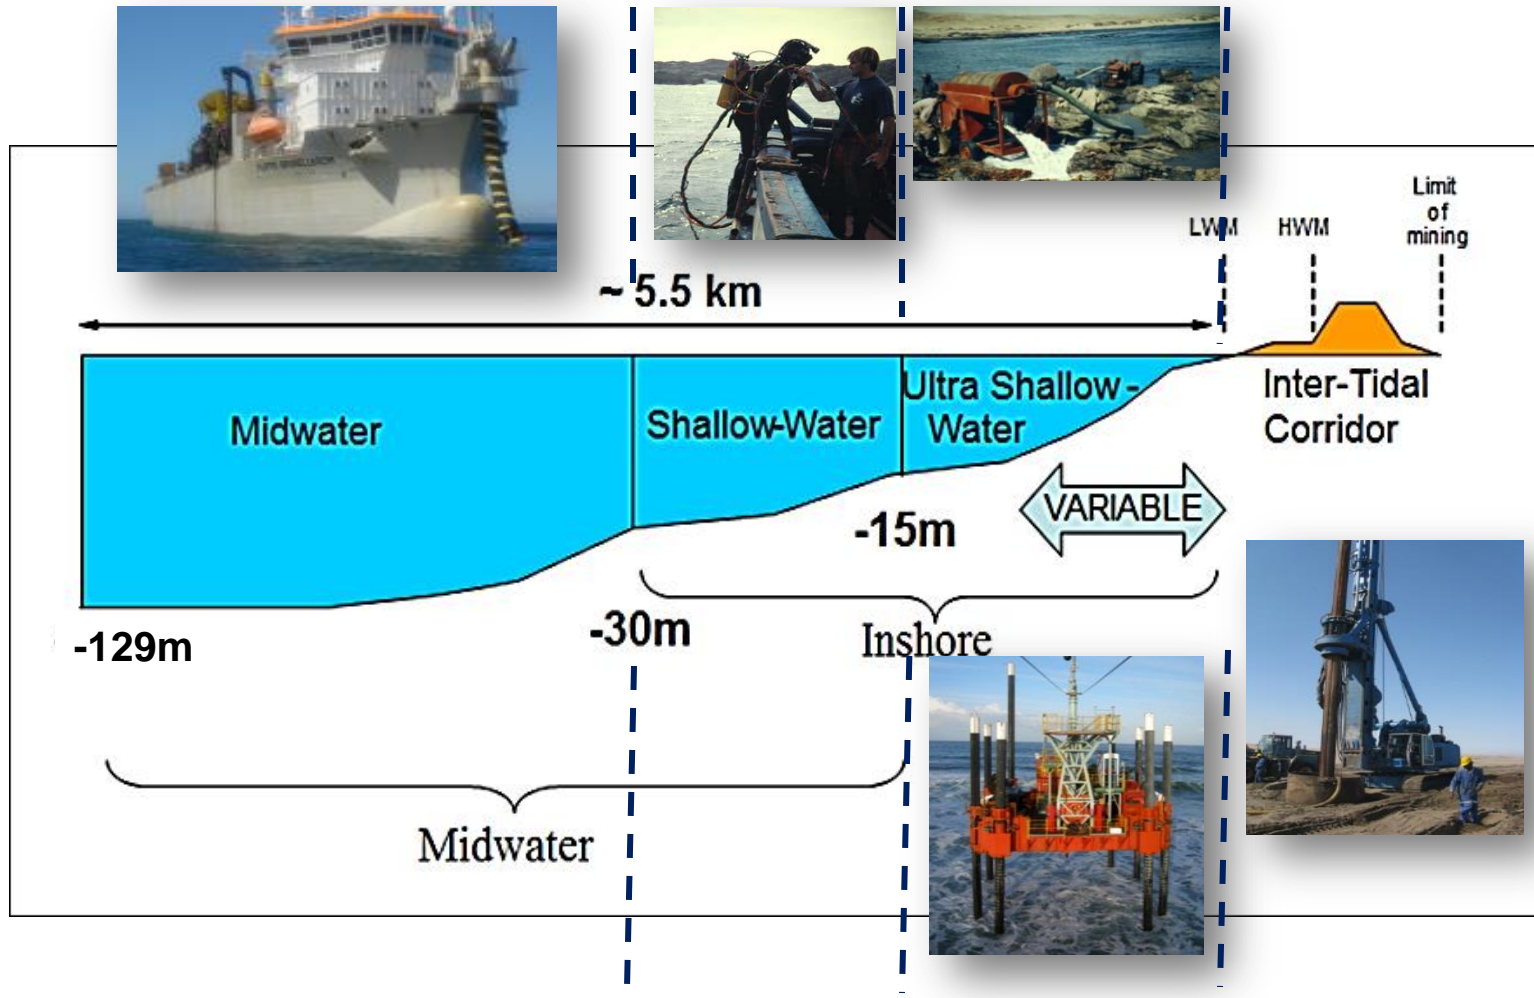 LWM
HWM
Limit
of
mining
~ 5.5 km
Midwater
Shallow-Water
Ultra Shallow-
Water
Inter-Tidal
Corridor
VARIABLE
-15m
-30m
-129m
Inshore
Midwater